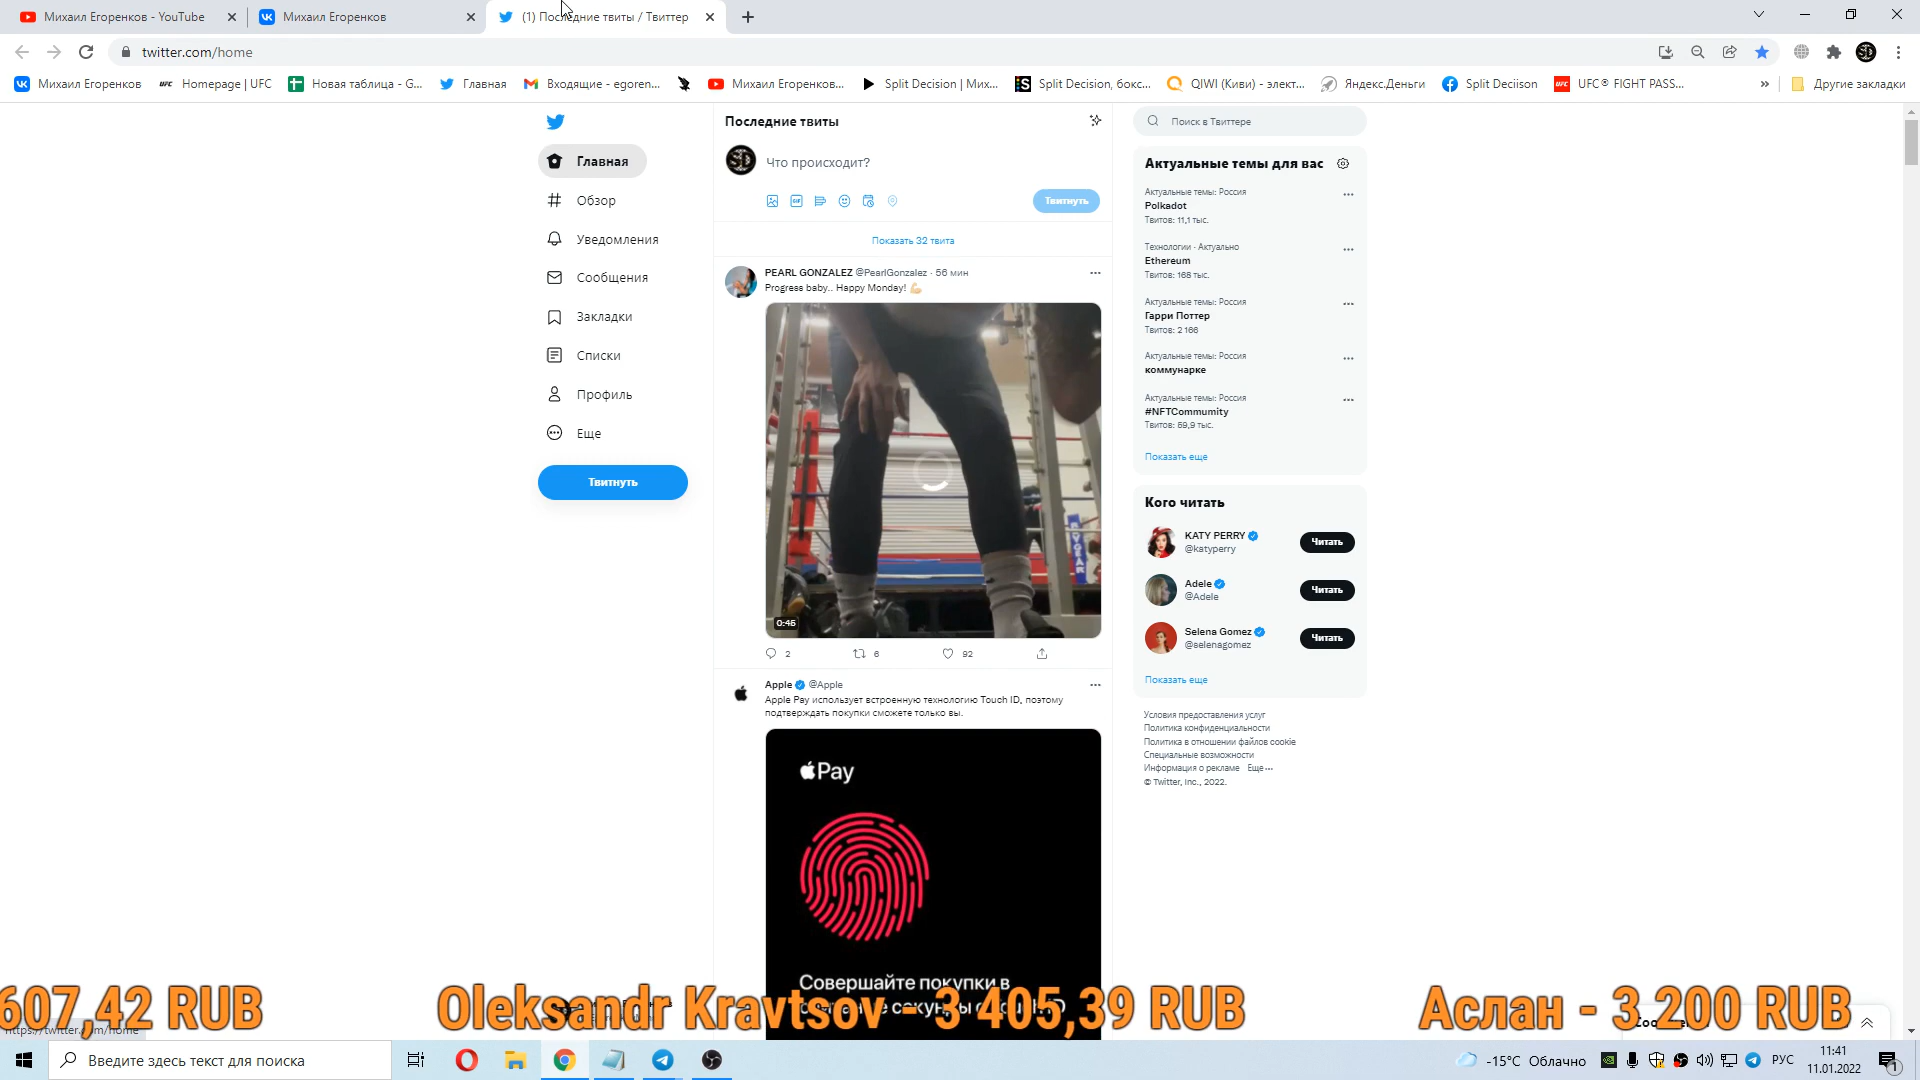 Михаил Егоренков - YouTube
Михаил Егоренков
(1) Последние твиты / Твиттер
twitter.com/home
Михаил Егоренков
Homepage | UFC
Новая таблица - G...
Главная
Входящие - egoren...
Михаил Егоренков...
Split Decision | Мих...
Split Decision, бокс...
QIWI (Киви) - элект...
Яндекс.Деньги
Split Deciison
UFC ® FIGHT PASS...
Другие закладки
Главная
Обзор
Уведомления
Сообщения
Закладки
Списки
Профиль
Еще
Твитнуть
Последние твиты
Что происходит?
Твитнуть
Показать 32 твита
PEARL GONZALEZ @PearlGonzalez · 56 мин
Progress baby.. Happy Monday! 💪🏻
0:45
2
6
92
Apple @Apple
Apple Pay использует встроенную технологию Touch ID, поэтому
подтверждать покупки сможете только вы.
Pay
Совершайте покупки в
Поиск в Твиттере
Актуальные темы для вас
Актуальные темы: Россия
Polkadot
Твитов: 11,1 тыс.
Технологии · Актуально
Ethereum
Твитов: 168 тыс.
Актуальные темы: Россия
Гарри Поттер
Твитов: 2 166
Актуальные темы: Россия
коммунарке
Актуальные темы: Россия
#NFTCommumity
Твитов: 59,9 тыс.
Показать еще
Кого читать
KATY PERRY
@katyperry
Читать
Adele
@Adele
Читать
Selena Gomez
@selenagomez
Читать
Показать еще
Условия предоставления услуг
Политика конфиденциальности
Политика в отношении файлов cookie
Специальные возможности
Информация о рекламе Еще
© Twitter, Inc., 2022.
607,42 RUB
Oleksandr Kravtsov - 3 405,39 RUB
Аслан - 3 200 RUB
https://twitter.com/home
Введите здесь текст для поиска
-15°C Облачно
РУС
11:41
11.01.2022
1